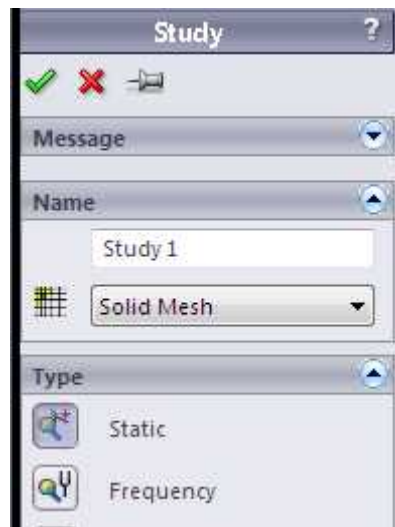 Study ?
Message
Name
Study 1
Solid Mesh
Type
Static
Frequency